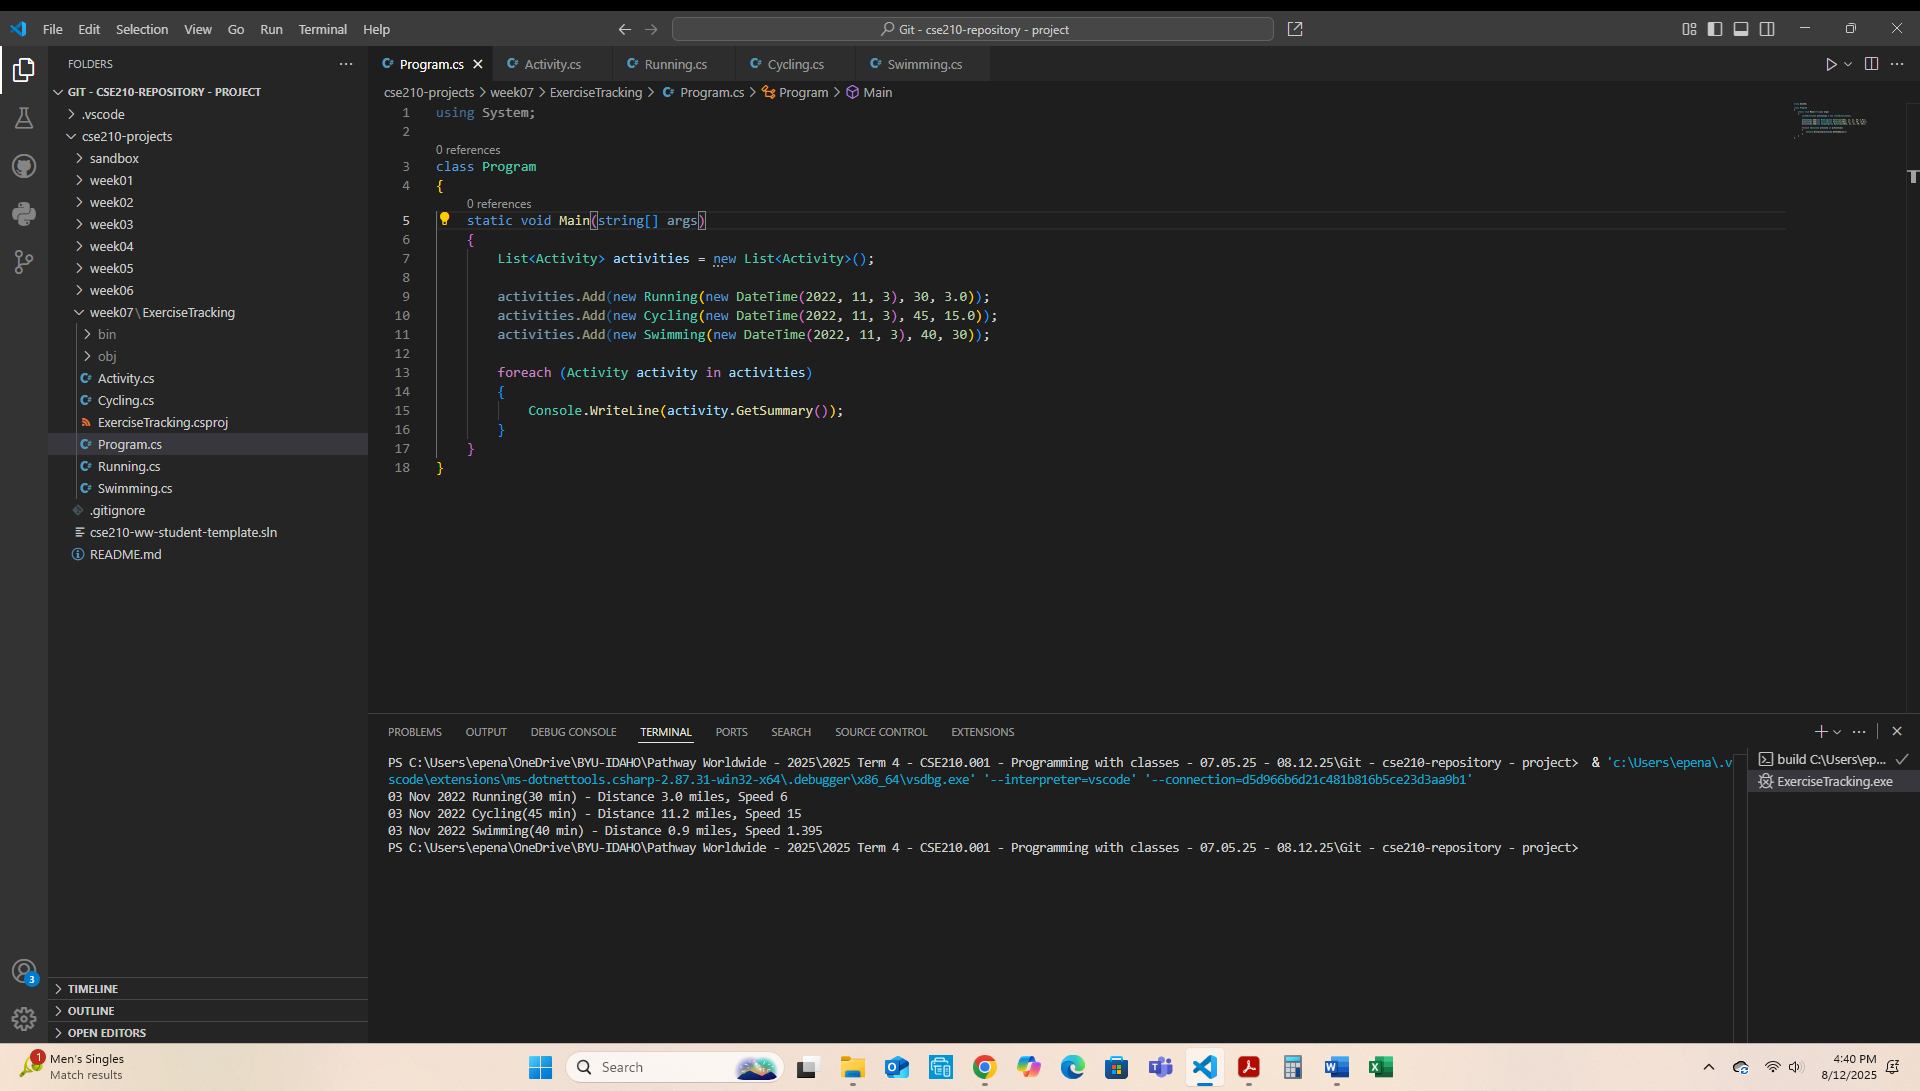 File Edit Selection View Go Run Terminal Help
Git - cse210-repository - project
FOLDERS
GIT - CSE210-REPOSITORY - PROJECT
.vscode
cse210-projects
sandbox
week01
week02
week03
week04
week05
week06
week07\ExerciseTracking
bin
obj
Activity.cs
Cycling.cs
ExerciseTracking.csproj
Program.cs
Running.cs
Swimming.cs
.gitignore
cse210-ww-student-template.sln
README.md
TIMELINE
OUTLINE
OPEN EDITORS
3
Program.cs Activity.cs Running.cs Cycling.cs Swimming.cs
cse210-projects > week07 > ExerciseTracking > Program.cs > Program > Main
1 using System;
2
0 references
3 class Program
4 {
0 references
5 static void Main(string[] args)
6 {
7 List<Activity> activities = new List<Activity>();
8
9 activities.Add(new Running(new DateTime(2022, 11, 3), 30, 3.0));
10 activities.Add(new Cycling(new DateTime(2022, 11, 3), 45, 15.0));
11 activities.Add(new Swimming(new DateTime(2022, 11, 3), 40, 30));
12
13 foreach (Activity activity in activities)
14 {
15 Console.WriteLine(activity.GetSummary());
16 }
17 }
18 }
PROBLEMS OUTPUT DEBUG CONSOLE TERMINAL PORTS SEARCH SOURCE CONTROL EXTENSIONS
PS C:\Users\epena\OneDrive\BYU-IDAHO\Pathway Worldwide - 2025\2025 Term 4 - CSE210.001 - Programming with classes - 07.05.25 - 08.12.25\Git - cse210-repository - project> & 'c:\Users\epena\.v
scode\extensions\ms-dotnettools.csharp-2.87.31-win32-x64\.debugger\x86_64\vsdbg.exe' '--interpreter=vscode' '--connection=d5d966b6d21c481b816b5ce23d3aa9b1'
03 Nov 2022 Running(30 min) - Distance 3.0 miles, Speed 6
03 Nov 2022 Cycling(45 min) - Distance 11.2 miles, Speed 15
03 Nov 2022 Swimming(40 min) - Distance 0.9 miles, Speed 1.395
PS C:\Users\epena\OneDrive\BYU-IDAHO\Pathway Worldwide - 2025\2025 Term 4 - CSE210.001 - Programming with classes - 07.05.25 - 08.12.25\Git - cse210-repository - project>
build C:\Users\ep...
ExerciseTracking.exe
1
Men's Singles
Match results
Search
4:40 PM
8/12/2025